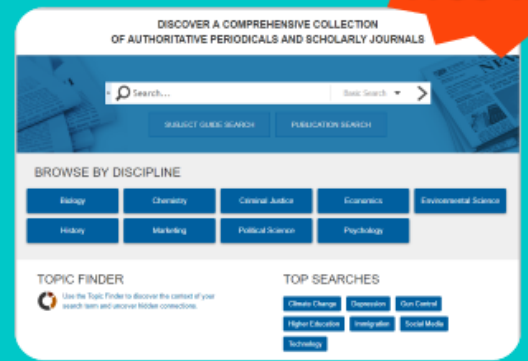 DISCOVER A COMPREHENSIVE COLLECTION
OF AUTHORITATIVE PERIODICALS AND SCHOLARLY JOURNALS
Search...
Basic Search
SUBJECT GUIDE SEARCH
PUBLICATION SEARCH
BROWSE BY DISCIPLINE
Biology
Chemistry
Criminal Justice
Economics
Environmental Science
History
Marketing
Political Science
Psychology
TOPIC FINDER
Use the Topic Finder to discover the context of your
search term and uncover hidden connections.
TOP SEARCHES
Climate Change
Depression
Gun Control
Higher Education
Immigration
Social Media
Technology